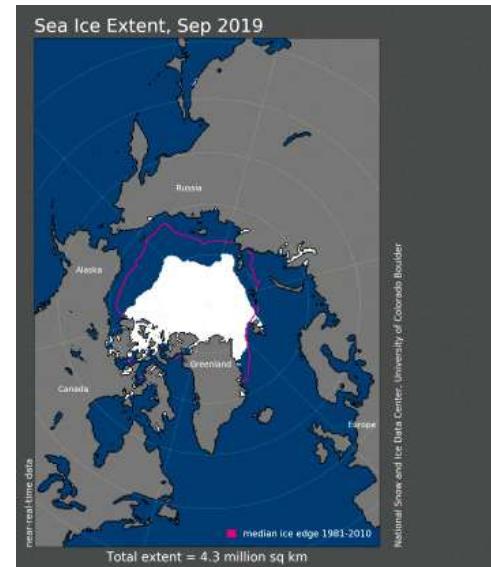 Sea Ice Extent, Sep 2019
Russia
Alaska
Greenland
Canada
Europe
near-real-time data
National Snow and Ice Data Center, University of Colorado Boulder
median ice edge 1981-2010
Total extent = 4.3 million sq km